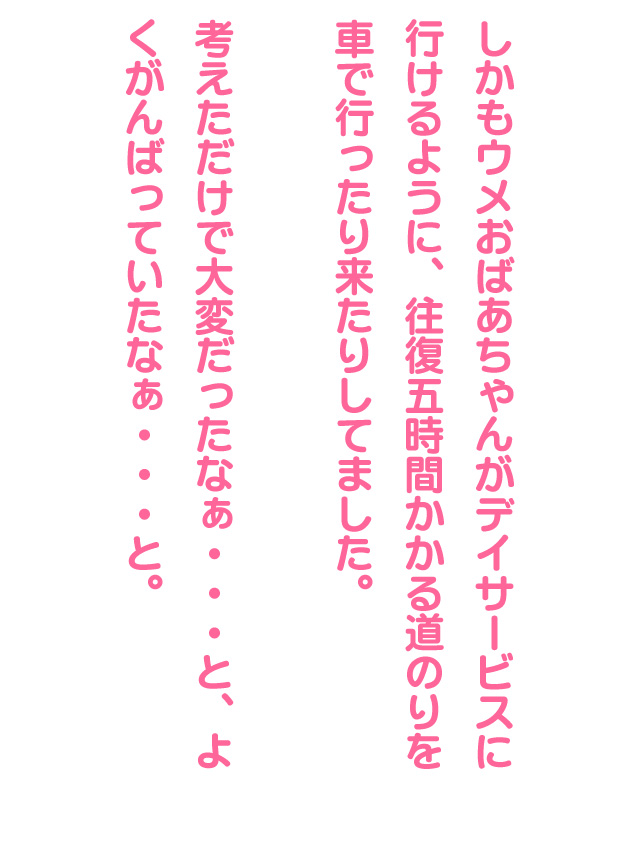 しかもウメおばあちゃんがデイサービスに
行けるように、往復五時間かかる道のりを
車で行ったり来たりしてました。
考えただけで大変だったなぁ・・・と、よ
くがんばっていたなぁ・・・と。